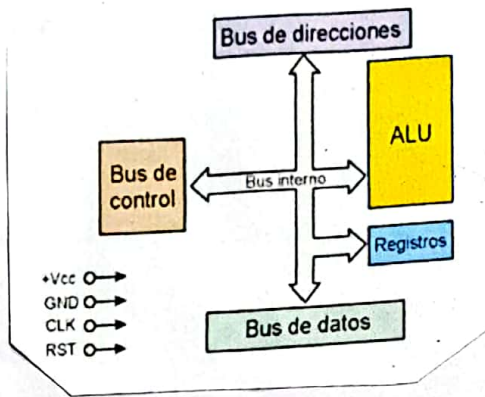 Bus de direcciones
ALU
Bus de
control
Bus interno
Registros
+Vcc
GND
CLK
RST
Bus de datos